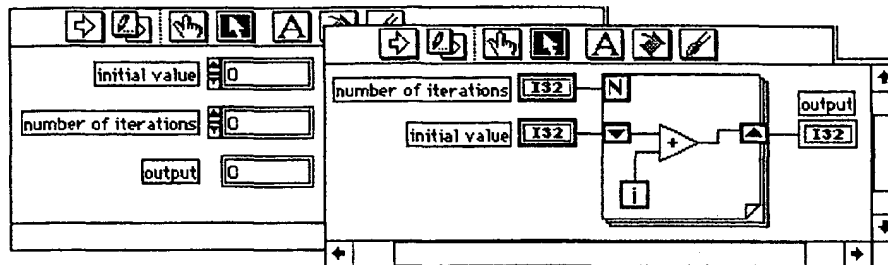 A
initial value 0
number of iterations 0
output 0
A
number of iterations I32 N
initial value I32
+
i
output
I32